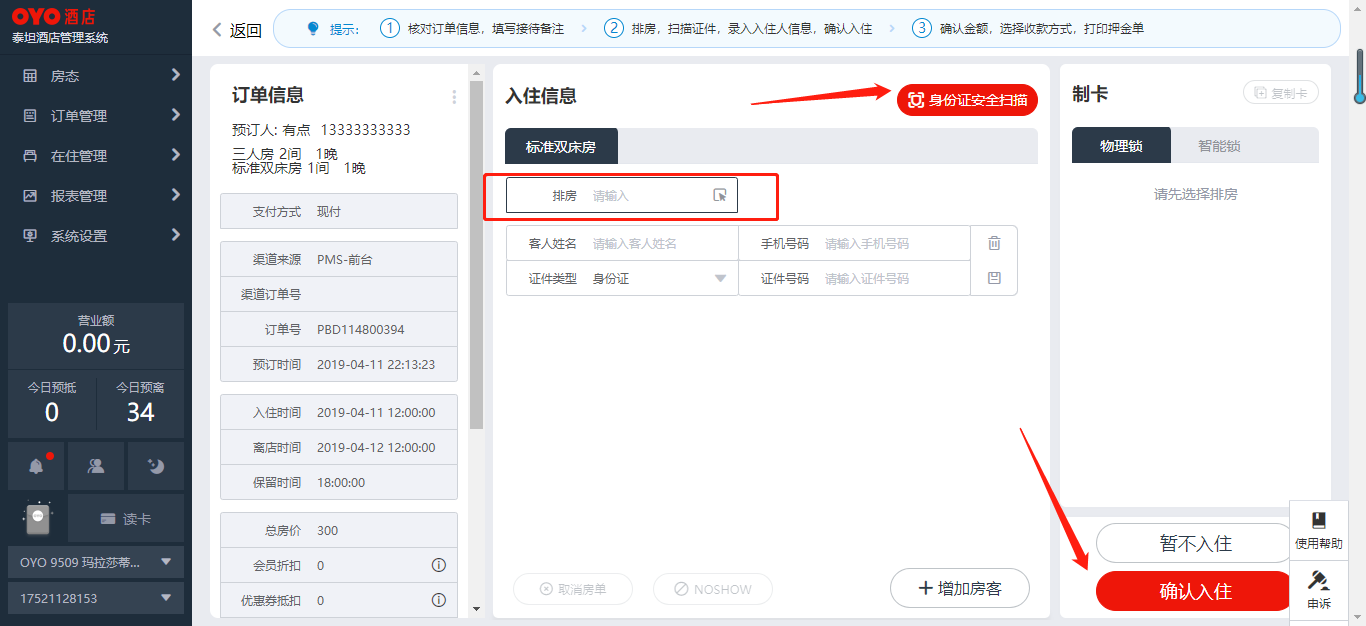 OYO 酒店
泰坦酒店管理系统
房态
订单管理
在住管理
报表管理
系统设置
营业额
0.00元
今日预抵 今日预离
0 34
读卡
OYO 9509 玛拉莎蒂...
17521128153
返回
提示: 1 核对订单信息，填写接待备注 2 排房，扫描证件，录入入住人信息，确认入住 3 确认金额，选择收款方式，打印押金单
订单信息
预订人: 有点 13333333333
三人房 2间 1晚
标准双床房 1间 1晚
支付方式 现付
渠道来源 PMS-前台
渠道订单号
订单号 PBD114800394
预订时间 2019-04-11 22:13:23
入住时间 2019-04-11 12:00:00
离店时间 2019-04-12 12:00:00
保留时间 18:00:00
总房价 300
会员折扣 0
优惠券抵扣 0
入住信息
身份证安全扫描
标准双床房
排房 请输入
客人姓名 请输入客人姓名 手机号码 请输入手机号码
证件类型 身份证 证件号码 请输入证件号码
取消房单 NOSHOW 增加房客
制卡
复制卡
物理锁 智能锁
请先选择排房
暂不入住
确认入住
使用帮助
申诉